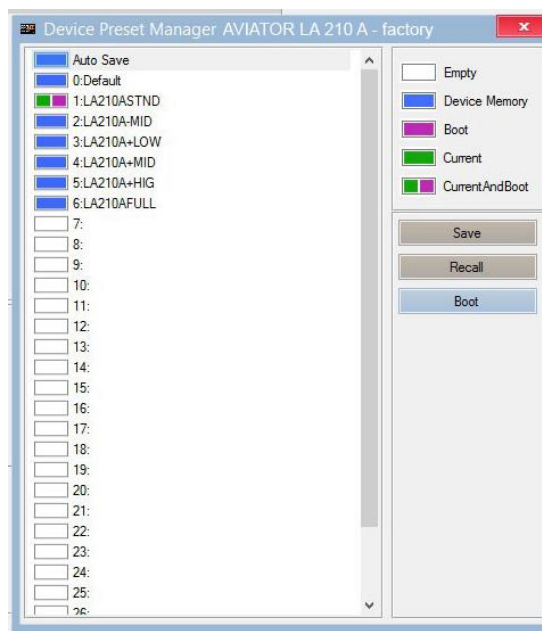 Device Preset Manager AVIATOR LA 210 A - factory
Auto Save
0:Default
1:LA210ASTND
2:LA210A-MID
3:LA210A+LOW
4:LA210A+MID
5:LA210A+HIG
6:LA210AFULL
7:
8:
9:
10:
11:
12:
13:
14:
15:
16:
17:
18:
19:
20:
21:
22:
23:
24:
25:
26:
Empty
Device Memory
Boot
Current
CurrentAndBoot
Save
Recall
Boot